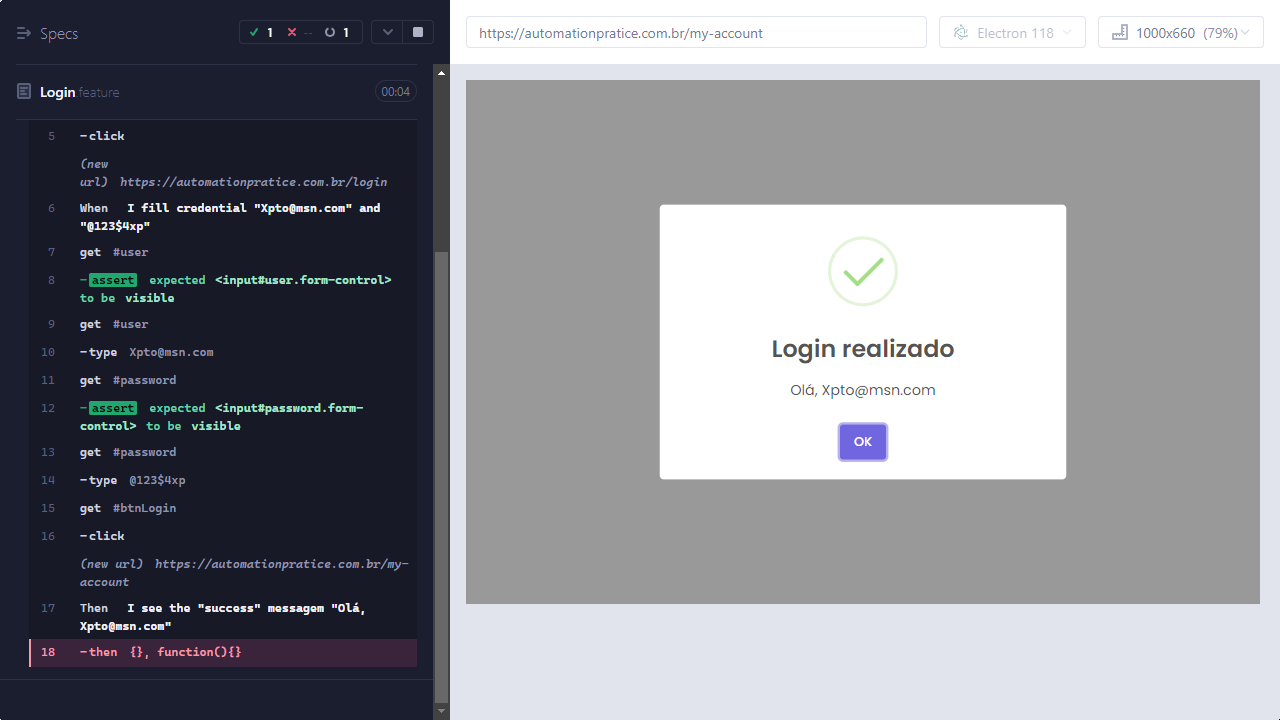 Specs
1
--
1
Login.feature
00:04
5 -click
(new
url) https://automationpratice.com.br/login
6 When I fill credential "Xpto@msn.com" and
"@123$4xp"
7 get #user
8 -assert expected <input#user.form-control>
to be visible
9 get #user
10 -type Xpto@msn.com
11 get #password
12 -assert expected <input#password.form-
control> to be visible
13 get #password
14 -type @123$4xp
15 get #btnLogin
16 -click
(new url) https://automationpratice.com.br/my-
account
17 Then I see the "success" messagem "Olá,
Xpto@msn.com"
18 -then {}, function(){}
https://automationpratice.com.br/my-account
Electron 118
1000x660 (79%)
Login realizado
Olá, Xpto@msn.com
OK